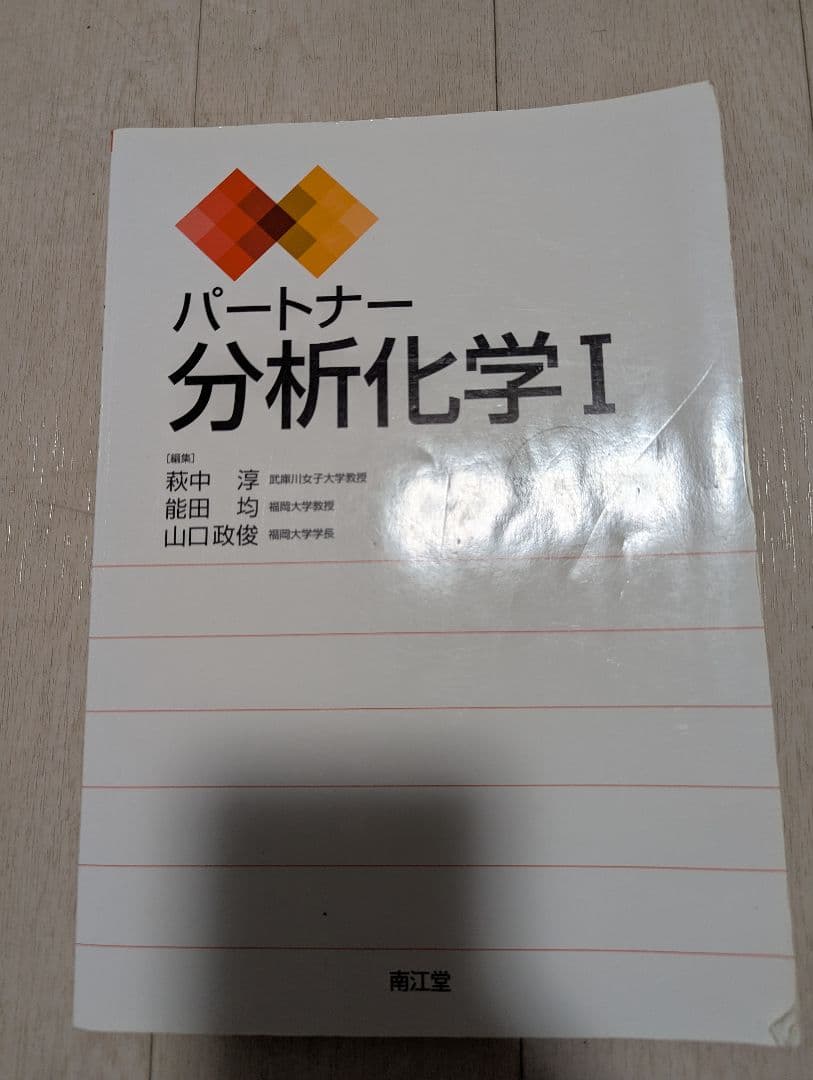 パートナー
分析化学Ⅰ
[編集]
萩中 淳 武庫川女子大学教授
能田 均 福岡大学教授
山口政俊 福岡大学学長
南江堂